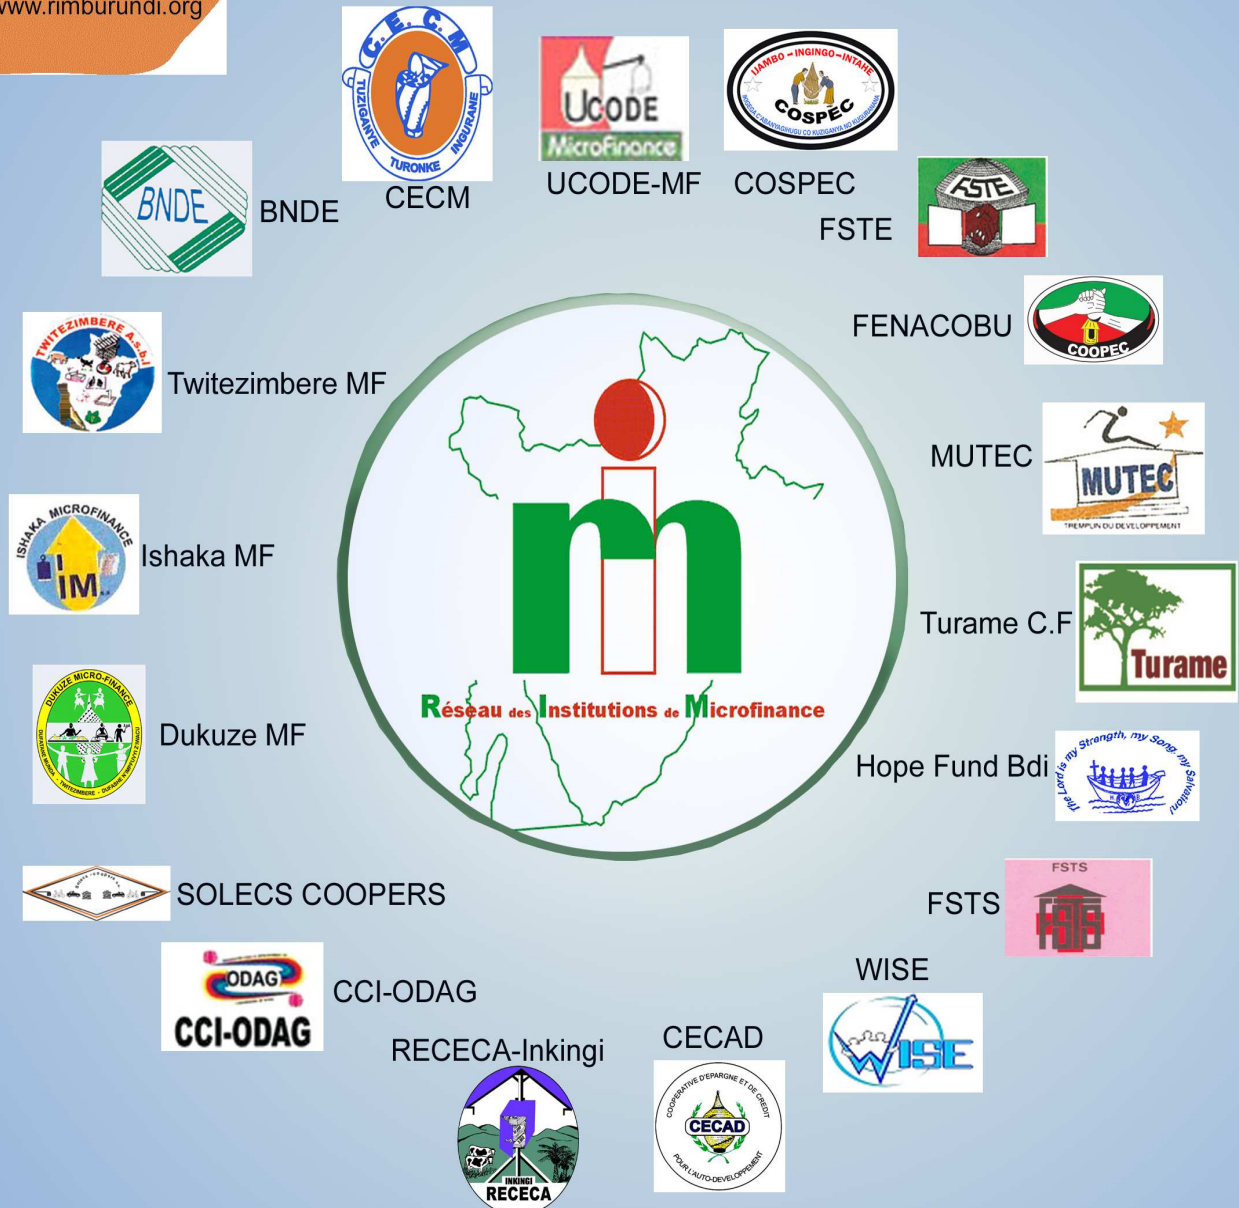 www.rimburundi.org
C.E.C.M
TUZIGANYE
TURONKE
INGURANE
CECM
UCODE
MicroFinance
UCODE-MF
IJAMBO-INGINGO-INTAHE
COSPEC
COSPEC
FSTE
FSTE
BNDE
BNDE
FENACOBU
COOPEC
TWITEZIMBERE A.s.b.l
Twitezimbere MF
MUTEC
MUTEC
TREMPLIN DU DEVELOPPEMENT
ISHAKA MICROFINANCE
IM
Ishaka MF
Turame C.F
Turame
Réseau des Institutions de Microfinance
DUKUZE MICRO-FINANCE
Dukuze MF
Hope Fund Bdi
The Lord is my Strength, my Song, my Salvation!
SOLECS COOPERS
FSTS
FSTS
FSTS
ODAG
CCI-ODAG
CCI-ODAG
WISE
WISE
RECECA-Inkingi
INKINGI
RECECA
CECAD
COOPERATIVE D'EPARGNE ET DE CREDIT
CECAD
POUR L'AUTO-DEVELOPPEMENT